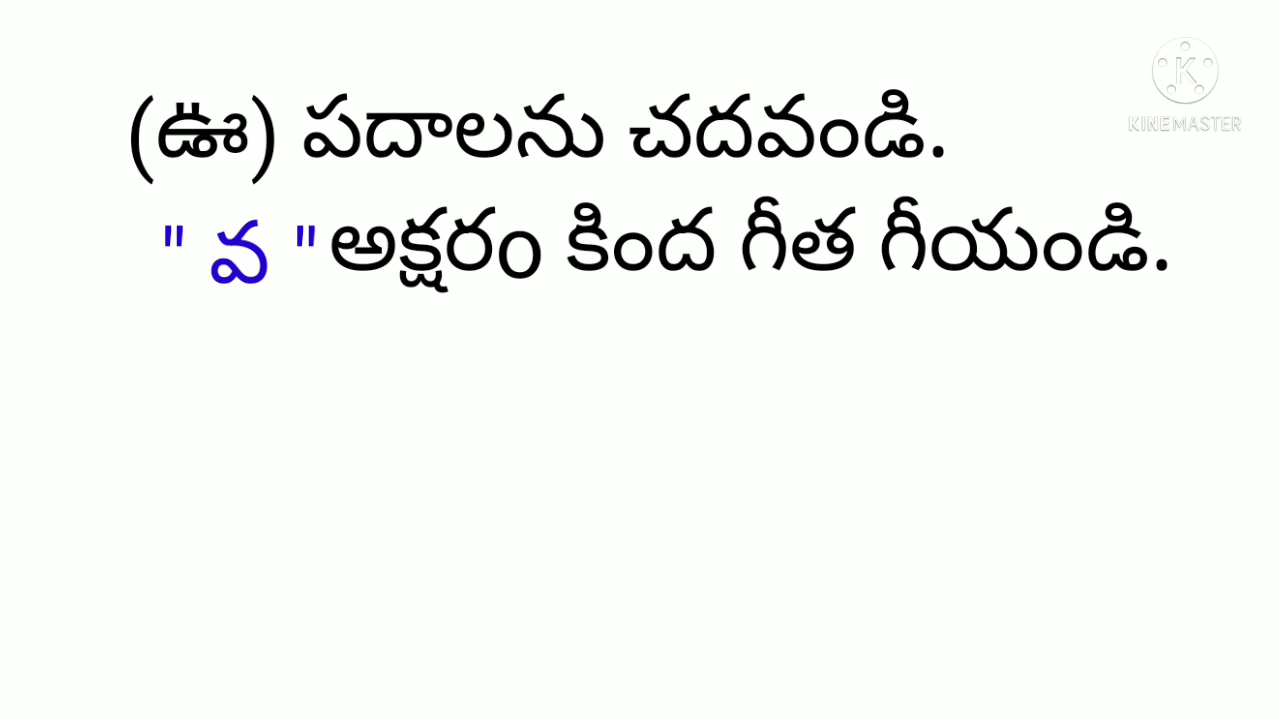 (ఊ) పదాలను చదవండి.
" వ " అక్షరం కింద గీత గీయండి.
KINEMASTER